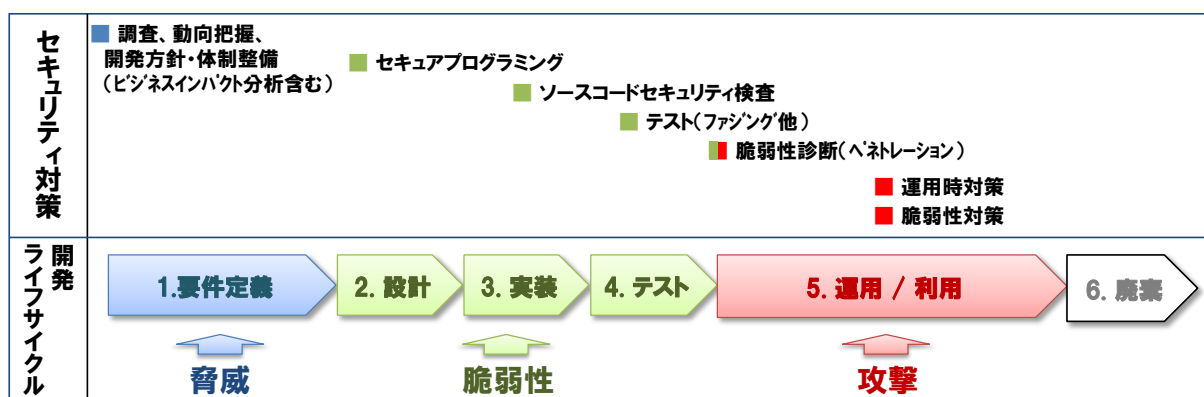 セキュリティ対策
調査、動向把握、
開発方針・体制整備
（ビジネスインパクト分析含む）
セキュアプログラミング
ソースコードセキュリティ検査
テスト（ファジング他）
脆弱性診断（ペネトレーション）
運用時対策
脆弱性対策
開発
ライフサイクル
1.要件定義
2. 設計
3. 実装
4. テスト
5. 運用 / 利用
6. 廃棄
脅威
脆弱性
攻撃